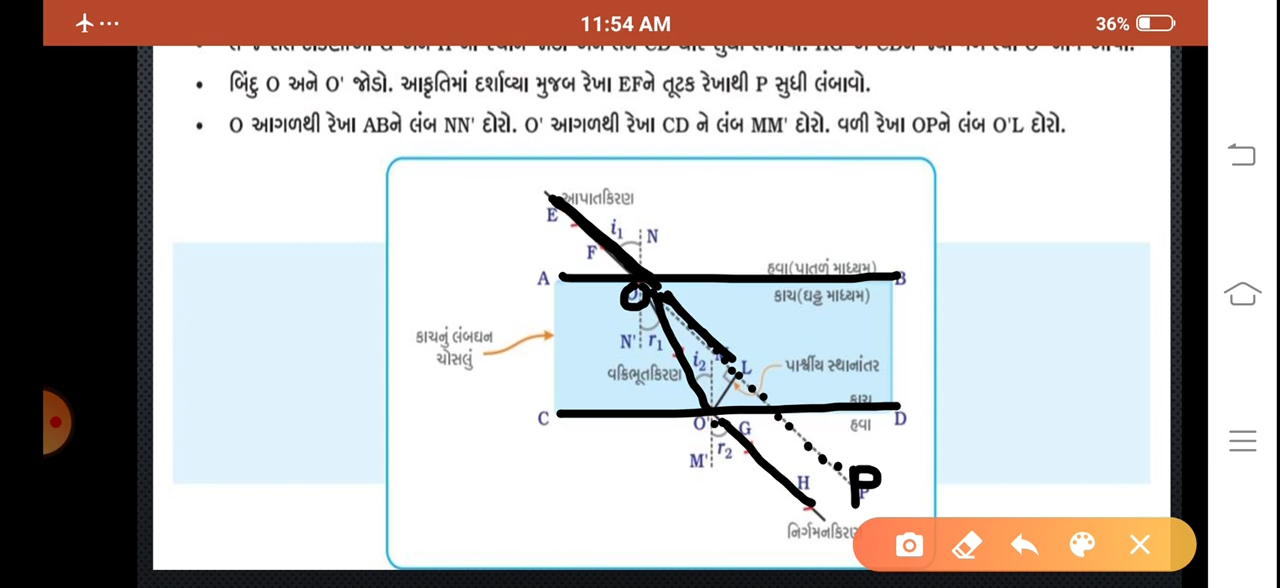 11:54 AM
36%
• બિંદુ O અને O' જોડો. આકૃતિમાં દર્શાવ્યા મુજબ રેખા EFને તૂટક રેખાથી P સુધી લંબાવો.
• O આગળથી રેખા ABને લંબ NN' દોરો. O' આગળથી રેખા CD ને લંબ MM' દોરો. વળી રેખા OPને લંબ O'L દોરો.
આપાતકિરણ
E
i1
N
F
A
હવા(પાતળું માધ્યમ)
B
O
કાચ(ઘટ્ટ માધ્યમ)
કાચનું લંબઘન
ચોસલું
N'
r1
i2
L
પાર્શ્વીય સ્થાનાંતર
વક્રિભૂતકિરણ
કાચ
C
O'
G
હવા
D
M'
r2
H
P
નિર્ગમનકિરણ